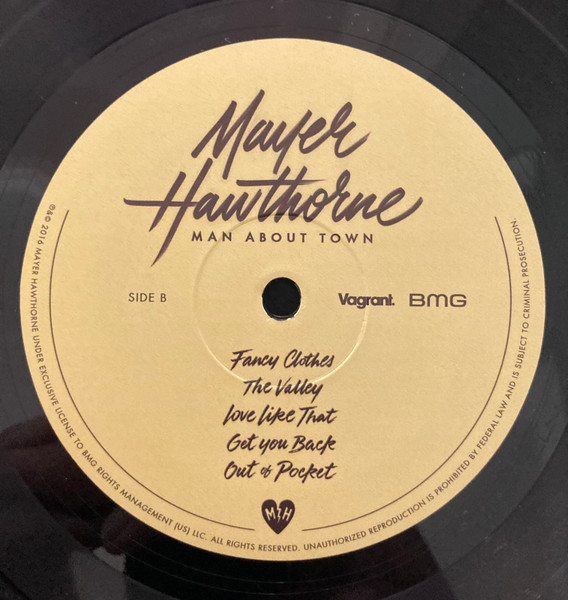 Mayer
Hawthorne
MAN ABOUT TOWN
SIDE B
Vagrant. BMG
Fancy Clothes
The Valley
Love Like That
Get you Back
Out of Pocket
M H
℗&© 2016 MAYER HAWTHORNE UNDER EXCLUSIVE LICENSE TO BMG RIGHTS MANAGEMENT (US) LLC. ALL RIGHTS RESERVED. UNAUTHORIZED REPRODUCTION IS PROHIBITED BY FEDERAL LAW AND IS SUBJECT TO CRIMINAL PROSECUTION.